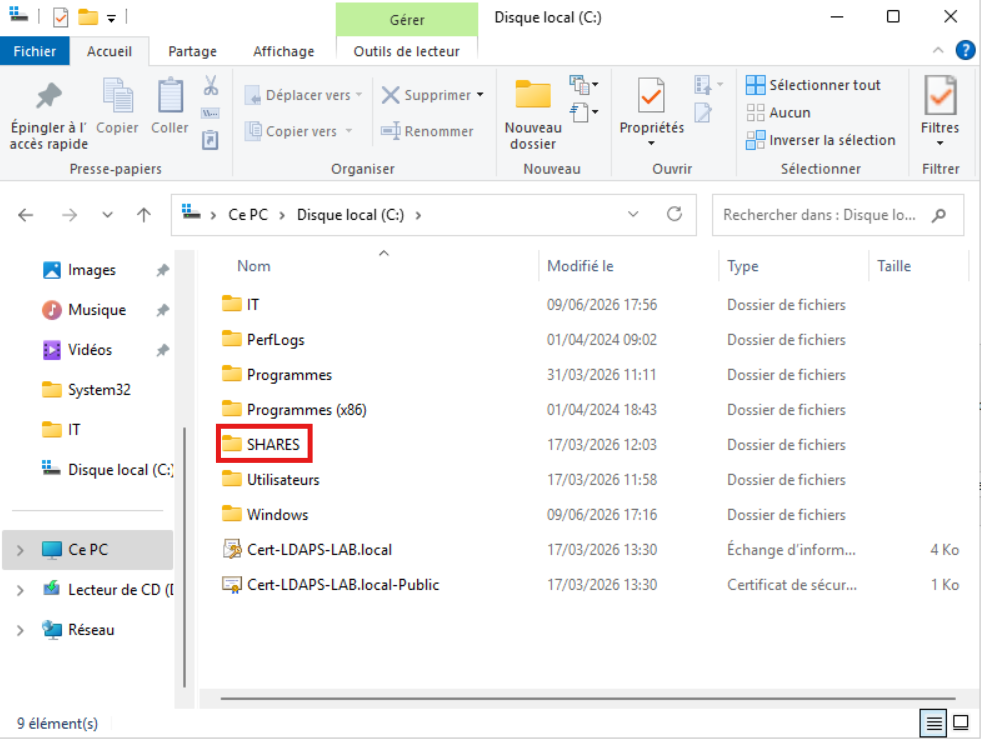 Gérer
Disque local (C:)
Fichier
Accueil
Partage
Affichage
Outils de lecteur
Épingler à l'
accès rapide
Copier
Coller
Presse-papiers
Déplacer vers
Copier vers
Supprimer
Renommer
Organiser
Nouveau
dossier
Nouveau
Propriétés
Ouvrir
Sélectionner tout
Aucun
Inverser la sélection
Sélectionner
Filtres
Filtrer
Ce PC > Disque local (C:) >
Rechercher dans : Disque lo...
Images
Musique
Vidéos
System32
IT
Disque local (C:)
Ce PC
Lecteur de CD (
Réseau
Nom Modifié le Type Taille
IT 09/06/2026 17:56 Dossier de fichiers
PerfLogs 01/04/2024 09:02 Dossier de fichiers
Programmes 31/03/2026 11:11 Dossier de fichiers
Programmes (x86) 01/04/2024 18:43 Dossier de fichiers
SHARES 17/03/2026 12:03 Dossier de fichiers
Utilisateurs 17/03/2026 11:58 Dossier de fichiers
Windows 09/06/2026 17:16 Dossier de fichiers
Cert-LDAPS-LAB.local 17/03/2026 13:30 Échange d'inform... 4 Ko
Cert-LDAPS-LAB.local-Public 17/03/2026 13:30 Certificat de sécur... 1 Ko
9 élément(s)